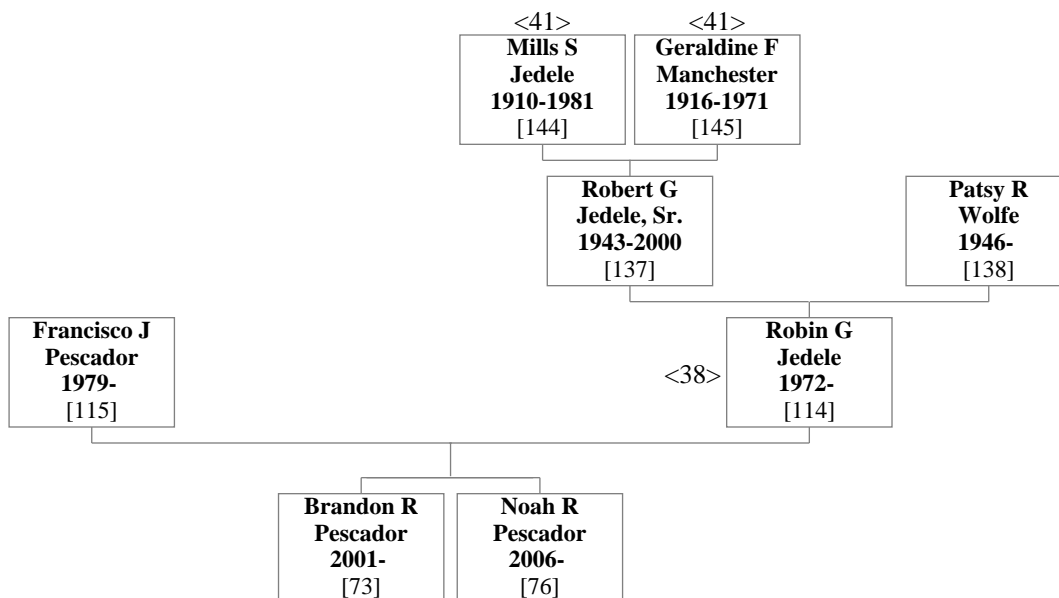 <41>
Mills S
Jedele
1910-1981
[144]
<41>
Geraldine F
Manchester
1916-1971
[145]
Robert G
Jedele, Sr.
1943-2000
[137]
Patsy R
Wolfe
1946-
[138]
Francisco J
Pescador
1979-
[115]
<38>
Robin G
Jedele
1972-
[114]
Brandon R
Pescador
2001-
[73]
Noah R
Pescador
2006-
[76]